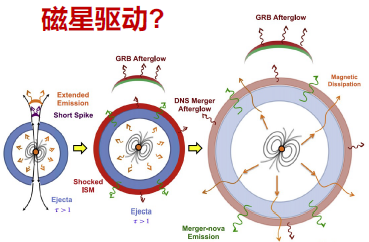 磁星驱动?
GRB Afterglow
GRB Afterglow
Extended
Emission
Short Spike
DNS Merger
Afterglow
Magnetic
Dissipation
Shocked
ISM
Ejecta
τ > 1
Ejecta
τ > 1
Merger-nova
Emission